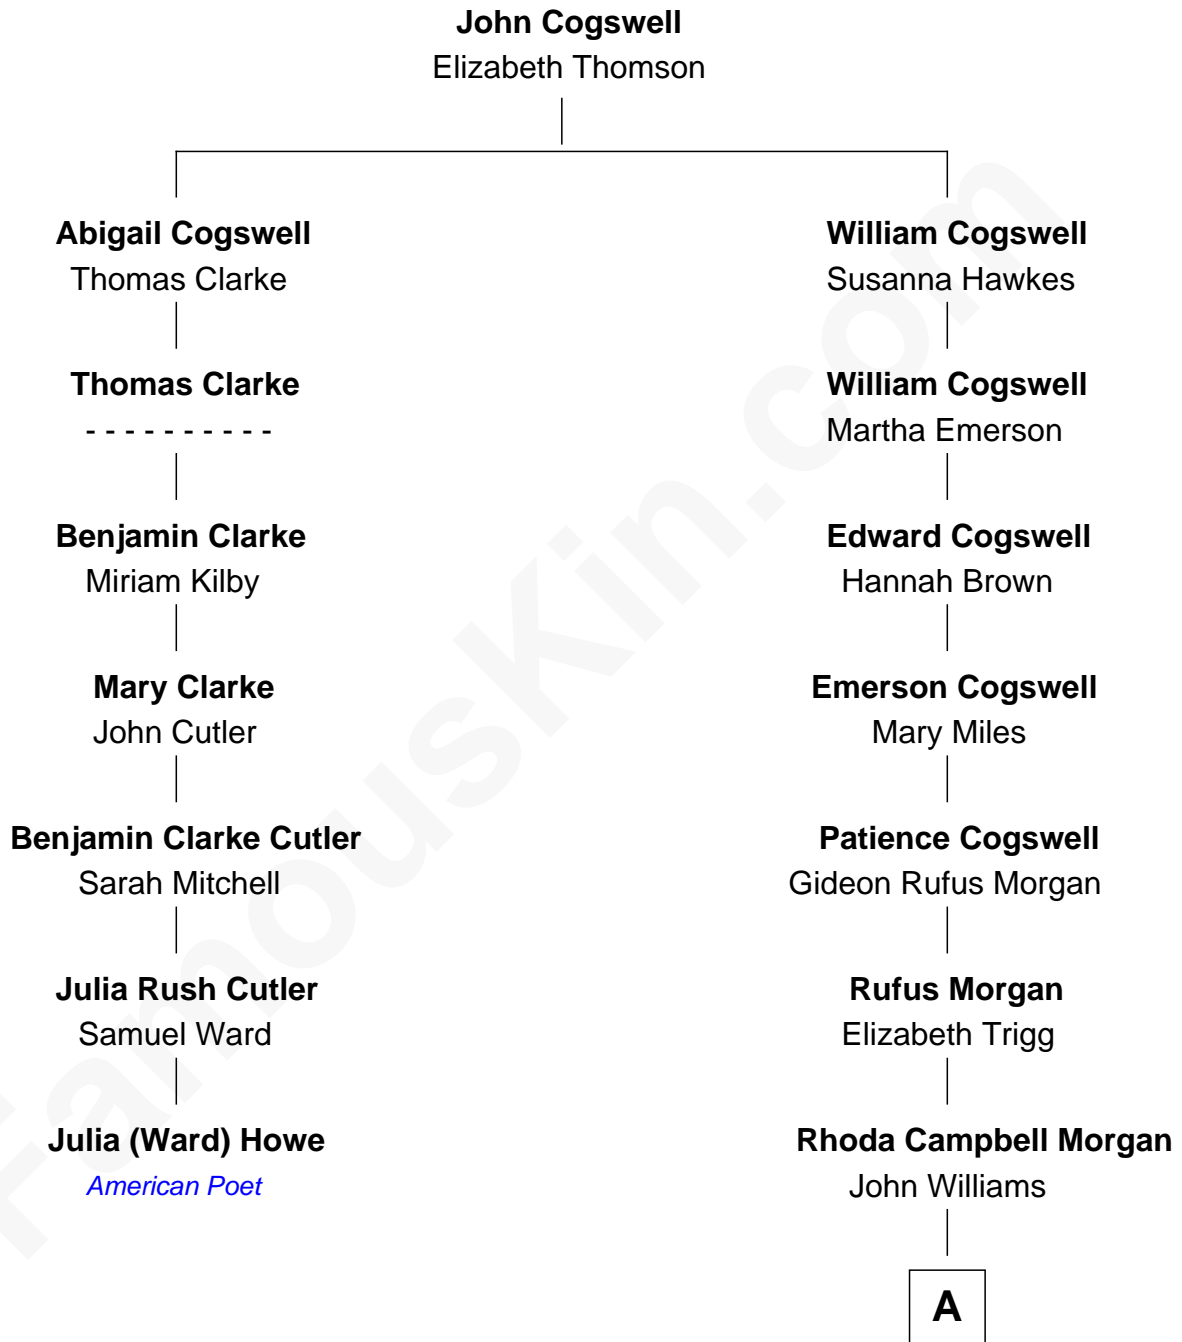 John Cogswell
Elizabeth Thomson
Abigail Cogswell
Thomas Clarke
William Cogswell
Susanna Hawkes
Thomas Clarke
- - - - - - - - - -
William Cogswell
Martha Emerson
Benjamin Clarke
Miriam Kilby
Edward Cogswell
Hannah Brown
Mary Clarke
John Cutler
Emerson Cogswell
Mary Miles
Benjamin Clarke Cutler
Sarah Mitchell
Patience Cogswell
Gideon Rufus Morgan
Julia Rush Cutler
Samuel Ward
Rufus Morgan
Elizabeth Trigg
Julia (Ward) Howe
American Poet
Rhoda Campbell Morgan
John Williams
A
FamousKin.com